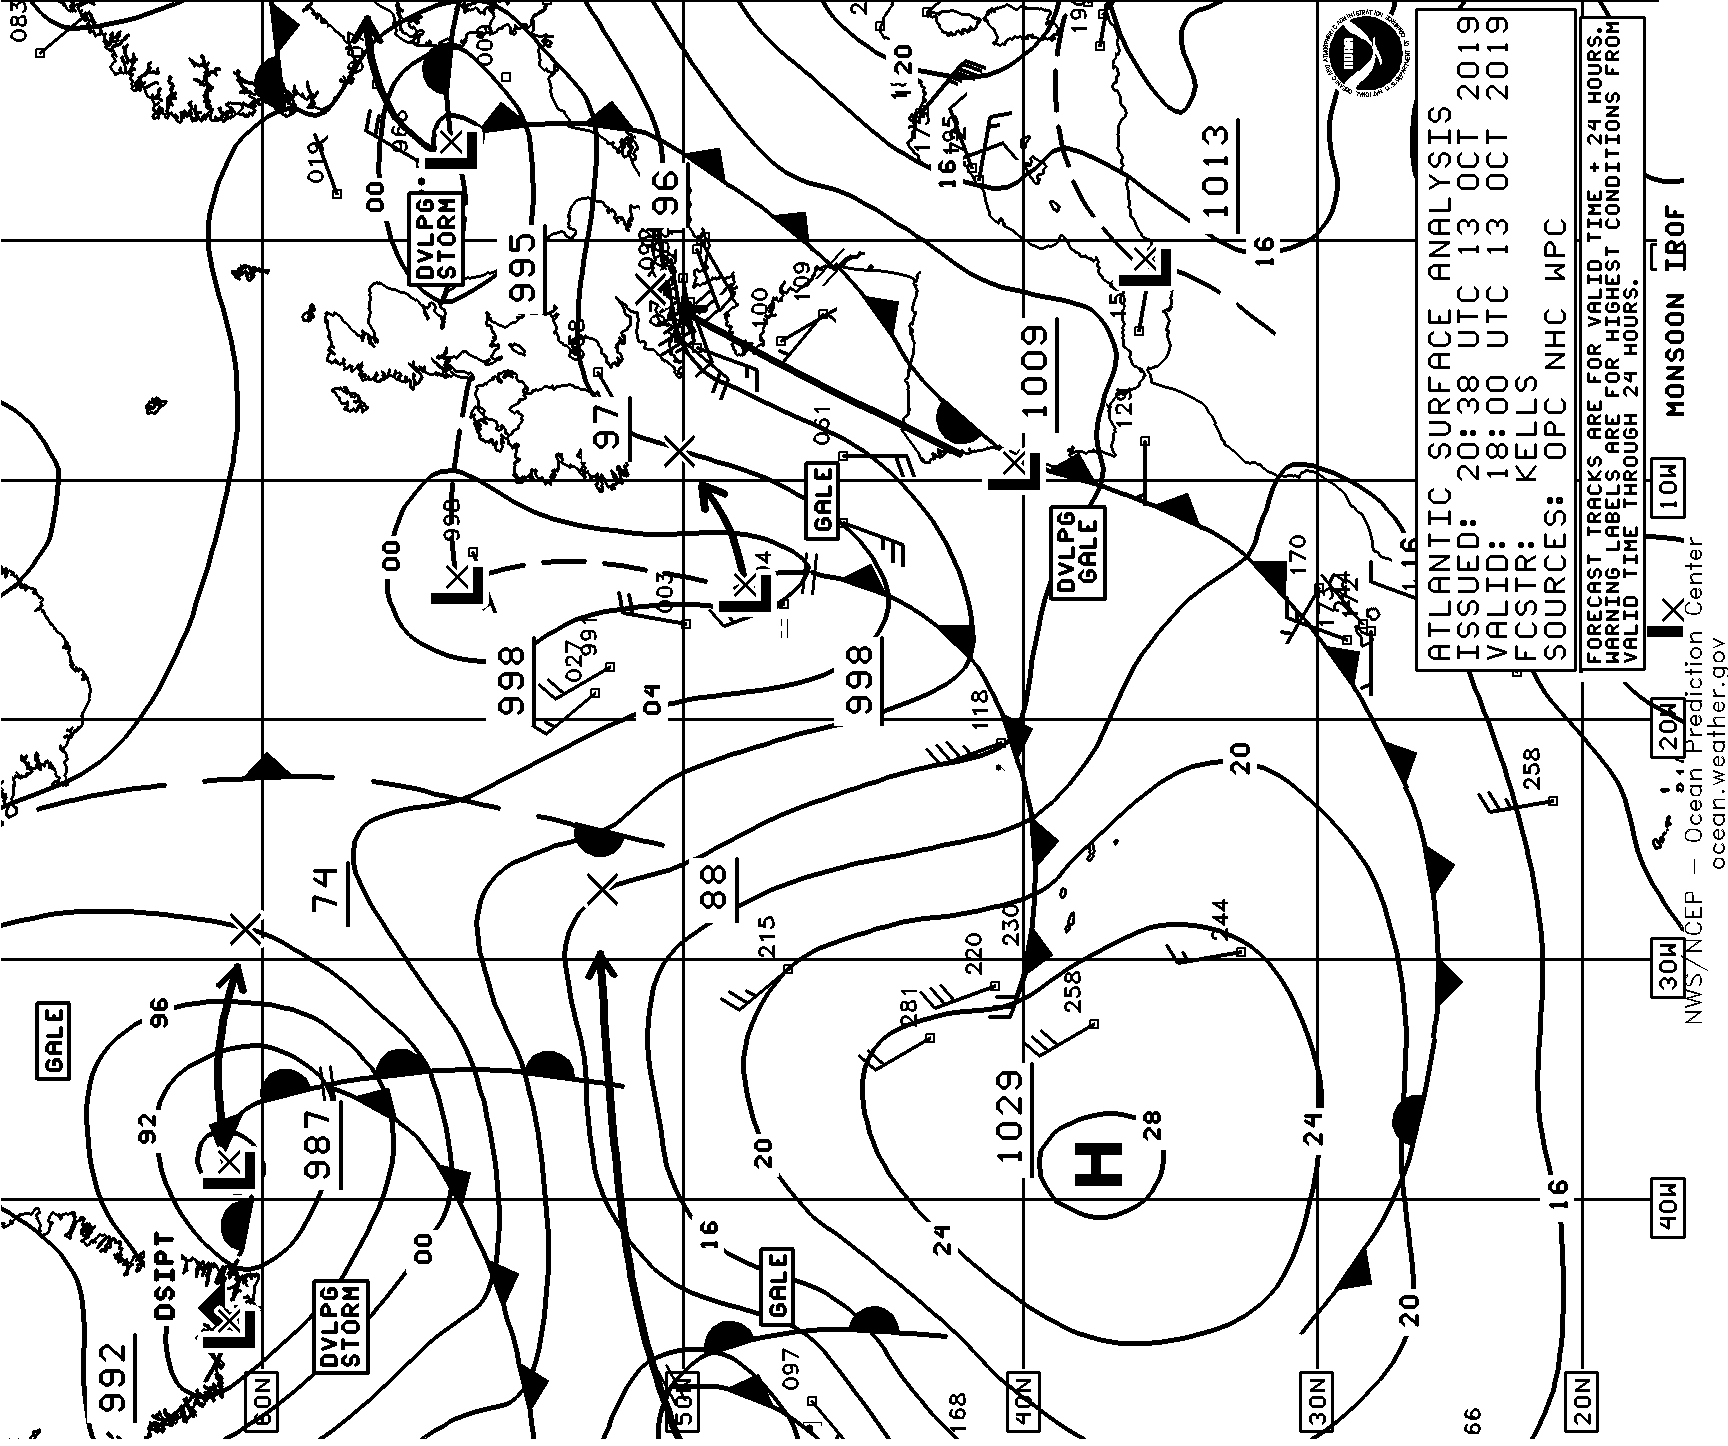 ATLANTIC SURFACE ANALYSIS
ISSUED: 20:38 UTC 13 OCT 2019
VALID: 18:00 UTC 13 OCT 2019
FCSTR: KELLS
SOURCES: OPC NHC WPC
FORECAST TRACKS ARE FOR VALID TIME + 24 HOURS.
WARNING LABELS ARE FOR HIGHEST CONDITIONS FROM
VALID TIME THROUGH 24 HOURS.
NWS/NCEP – Ocean Prediction Center
ocean.weather.gov
NOAA
MONSOON TROF
083
009
019
00
DVLPG
STORM
995
96
16
20
1013
16
100
109
15
97
1009
061
129
GALE
DVLPG
GALE
00
998
003
027
991
998
998
04
170
118
20
258
74
88
215
220
230
244
258
281
GALE
96
92
987
1029
H
28
20
24
24
00
16
16
20
DSIPT
DVLPG
STORM
992
GALE
097
168
66
L
L
L
L
L
L
L
10W
20W
30W
40W
60N
50N
40N
30N
20N